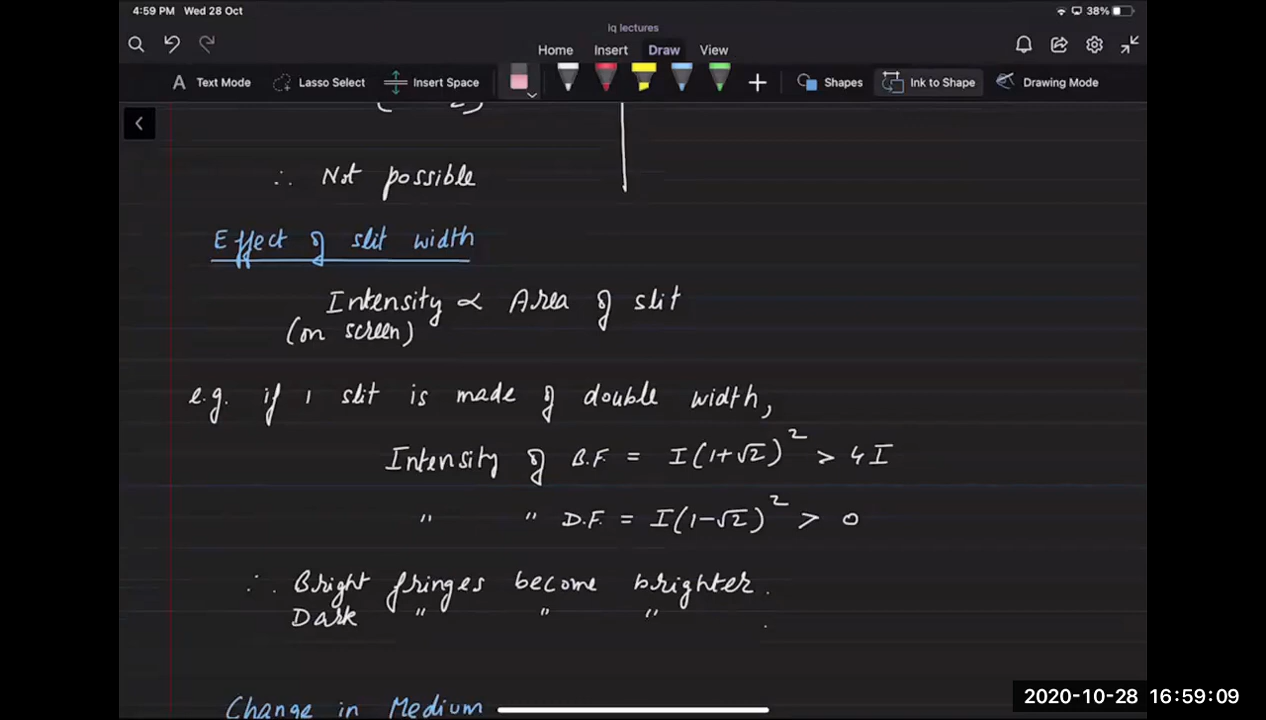 4:59 PM Wed 28 Oct
38%
iq lectures
Home Insert Draw View
Text Mode Lasso Select Insert Space Shapes Ink to Shape Drawing Mode
∴ Not possible
Effect of slit width
Intensity ∝ Area of slit
(on screen)
e.g. if 1 slit is made of double width,
Intensity of B.F. = I(1+√2)² > 4I
" " D.F. = I(1-√2)² > 0
∴ Bright fringes become brighter.
Dark " " " .
Change in Medium
2020-10-28 16:59:09